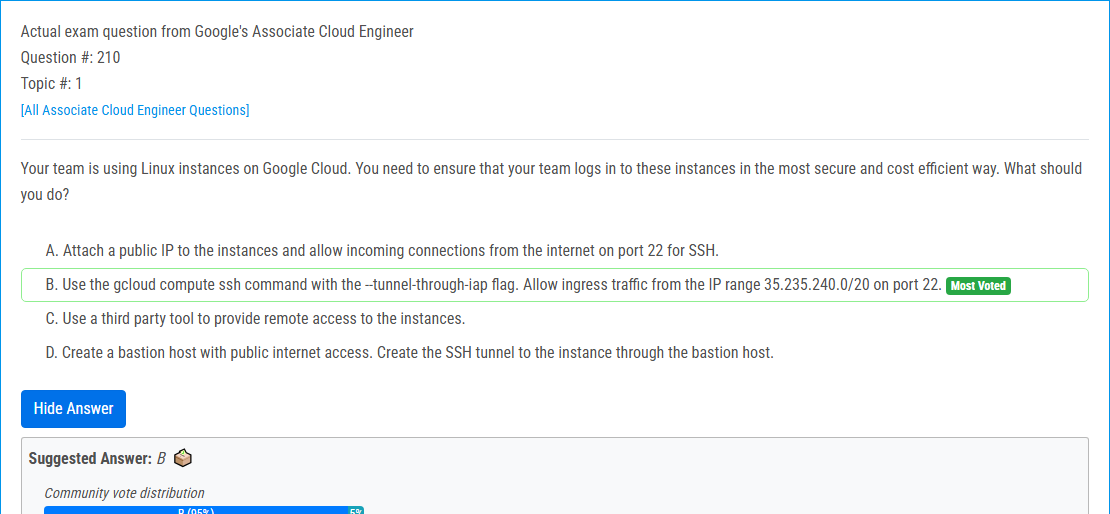 Actual exam question from Google's Associate Cloud Engineer
Question #: 210
Topic #: 1
[All Associate Cloud Engineer Questions]
Your team is using Linux instances on Google Cloud. You need to ensure that your team logs in to these instances in the most secure and cost efficient way. What should
you do?
A. Attach a public IP to the instances and allow incoming connections from the internet on port 22 for SSH.
B. Use the gcloud compute ssh command with the --tunnel-through-iap flag. Allow ingress traffic from the IP range 35.235.240.0/20 on port 22. Most Voted
C. Use a third party tool to provide remote access to the instances.
D. Create a bastion host with public internet access. Create the SSH tunnel to the instance through the bastion host.
Hide Answer
Suggested Answer: B
Community vote distribution
B (95%) 5%